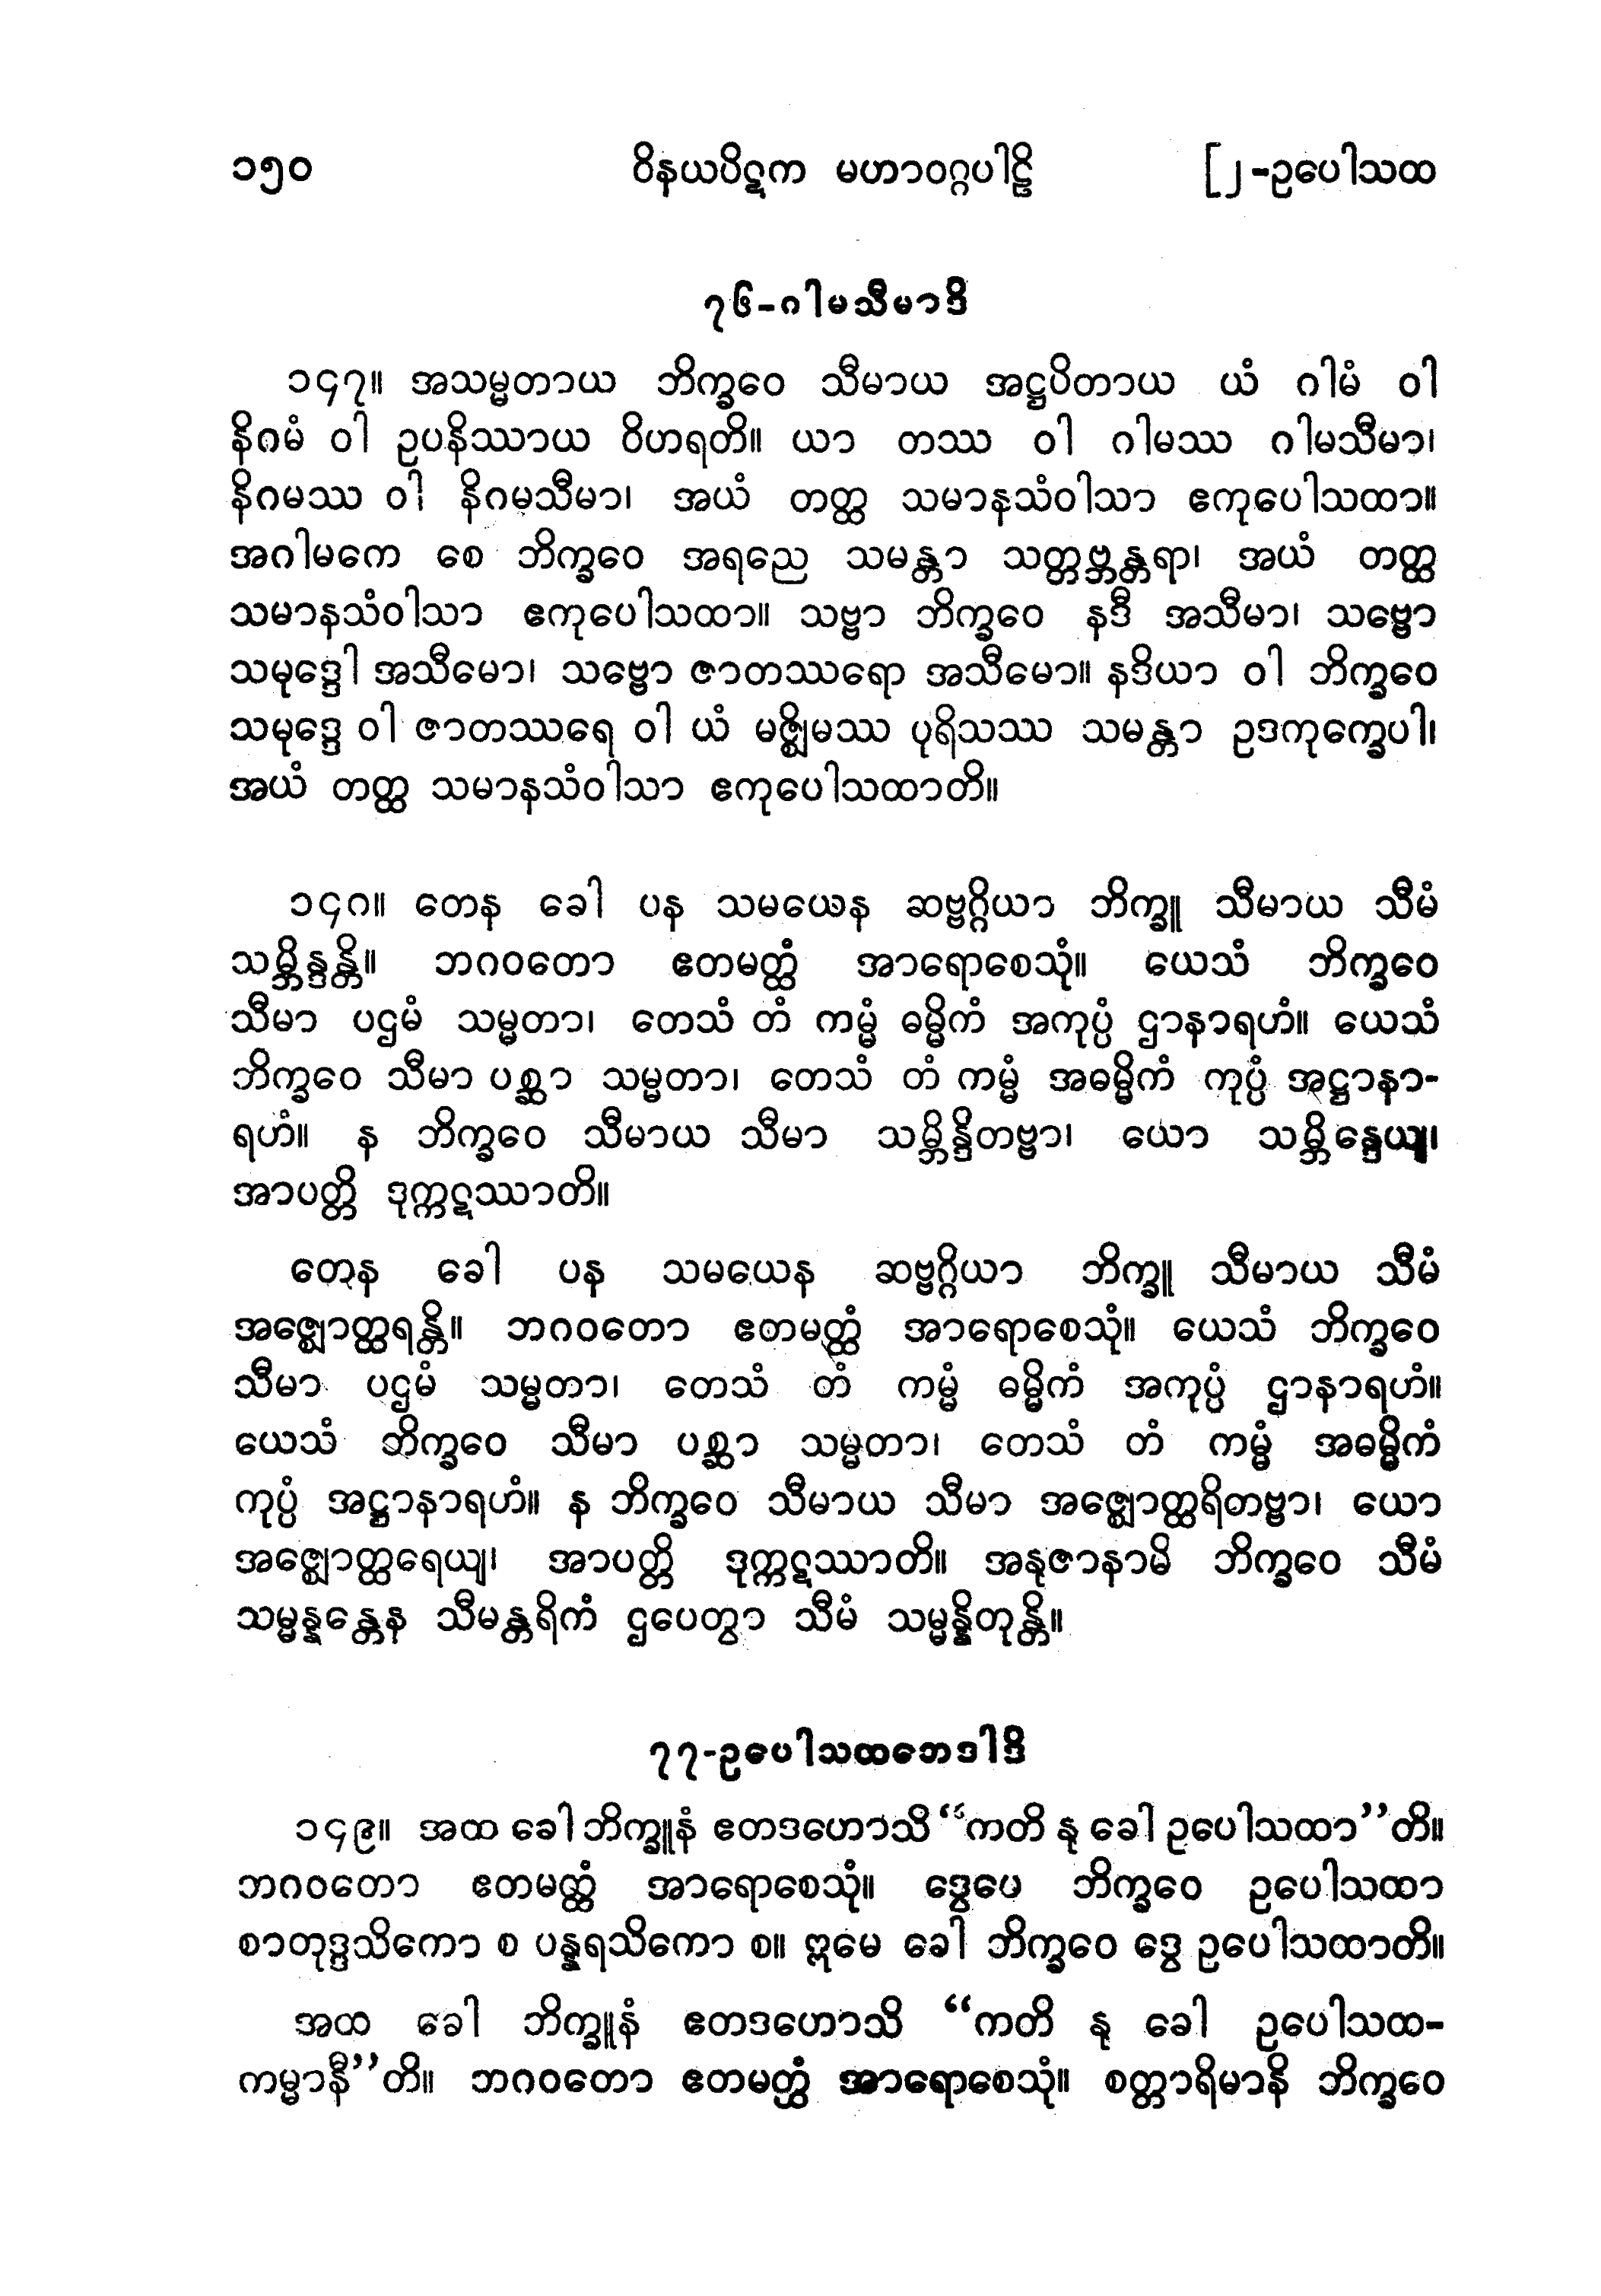 ၁၅၀ ဝိနယပိဋက မဟာဝဂ္ဂပါဠိ [၂-ဥပေါသထ
၇၆-ဂါမသီမာဒိ
၁၄၇။ အသမ္မတာယ ဘိက္ခဝေ သီမာယ အဋ္ဌပိတာယ ယံ ဂါမံ ဝါ
နိဂမံ ဝါ ဥပနိဿာယ ဝိဟရတိ။ ယာ တဿ ဝါ ဂါမဿ ဂါမသီမာ၊
နိဂမဿ ဝါ နိဂမသီမာ၊ အယံ တတ္ထ သမာနသံဝါသာ ဧကုပေါသထာ။
အဂါမကေ စေ ဘိက္ခဝေ အရညေ သမန္တာ သတ္တဗ္ဘန္တရာ၊ အယံ တတ္ထ
သမာနသံဝါသာ ဧကုပေါသထာ။ သဗ္ဗာ ဘိက္ခဝေ နဒီ အသီမာ၊ သဗ္ဗော
သမုဒ္ဒေါ အသီမော၊ သဗ္ဗော ဇာတဿရော အသီမော။ နဒိယာ ဝါ ဘိက္ခဝေ
သမုဒ္ဒေ ဝါ ဇာတဿရေ ဝါ ယံ မဇ္ဈိမဿ ပုရိသဿ သမန္တာ ဥဒကုက္ခေပါ၊
အယံ တတ္ထ သမာနသံဝါသာ ဧကုပေါသထာတိ။
၁၄၈။ တေန ခေါ ပန သမယေန ဆဗ္ဗဂ္ဂိယာ ဘိက္ခူ သီမာယ သီမံ
သမ္ဘိန္ဒန္တိ။ ဘဂဝတော ဧတမတ္ထံ အာရောစေသုံ။ ယေသံ ဘိက္ခဝေ
သီမာ ပဌမံ သမ္မတာ၊ တေသံ တံ ကမ္မံ ဓမ္မိကံ အကုပ္ပံ ဌာနာရဟံ။ ယေသံ
ဘိက္ခဝေ သီမာ ပစ္ဆာ သမ္မတာ၊ တေသံ တံ ကမ္မံ အဓမ္မိကံ ကုပ္ပံ အဋ္ဌာနာ-
ရဟံ။ န ဘိက္ခဝေ သီမာယ သီမာ သမ္ဘိန္ဒိတဗ္ဗာ၊ ယော သမ္ဘိန္ဒေယျ၊
အာပတ္တိ ဒုက္ကဋဿာတိ။
တေန ခေါ ပန သမယေန ဆဗ္ဗဂ္ဂိယာ ဘိက္ခူ သီမာယ သီမံ
အဇ္ဈောတ္ထရန္တိ။ ဘဂဝတော ဧတမတ္ထံ အာရောစေသုံ။ ယေသံ ဘိက္ခဝေ
သီမာ ပဌမံ သမ္မတာ၊ တေသံ တံ ကမ္မံ ဓမ္မိကံ အကုပ္ပံ ဌာနာရဟံ။
ယေသံ ဘိက္ခဝေ သီမာ ပစ္ဆာ သမ္မတာ၊ တေသံ တံ ကမ္မံ အဓမ္မိကံ
ကုပ္ပံ အဋ္ဌာနာရဟံ။ န ဘိက္ခဝေ သီမာယ သီမာ အဇ္ဈောတ္ထရိတဗ္ဗာ၊ ယော
အဇ္ဈောတ္ထရေယျ၊ အာပတ္တိ ဒုက္ကဋဿာတိ။ အနုဇာနာမိ ဘိက္ခဝေ သီမံ
သမ္မန္နန္တေန သီမန္တရိကံ ဌပေတွာ သီမံ သမ္မန္နိတုန္တိ။
၇၇-ဥပေါသထဘေဒါဒိ
၁၄၉။ အထ ခေါ ဘိက္ခူနံ ဧတဒဟောသိ “ကတိ နု ခေါ ဥပေါသထာ”တိ။
ဘဂဝတော ဧတမတ္ထံ အာရောစေသုံ။ ဒွေမေ ဘိက္ခဝေ ဥပေါသထာ
စာတုဒ္ဒသိကော စ ပန္နရသိကော စ။ ဣမေ ခေါ ဘိက္ခဝေ ဒွေ ဥပေါသထာတိ။
အထ ခေါ ဘိက္ခူနံ ဧတဒဟောသိ “ကတိ နု ခေါ ဥပေါသထ-
ကမ္မာနီ”တိ။ ဘဂဝတော ဧတမတ္ထံ အာရောစေသုံ။ စတ္တာရိမာနိ ဘိက္ခဝေ